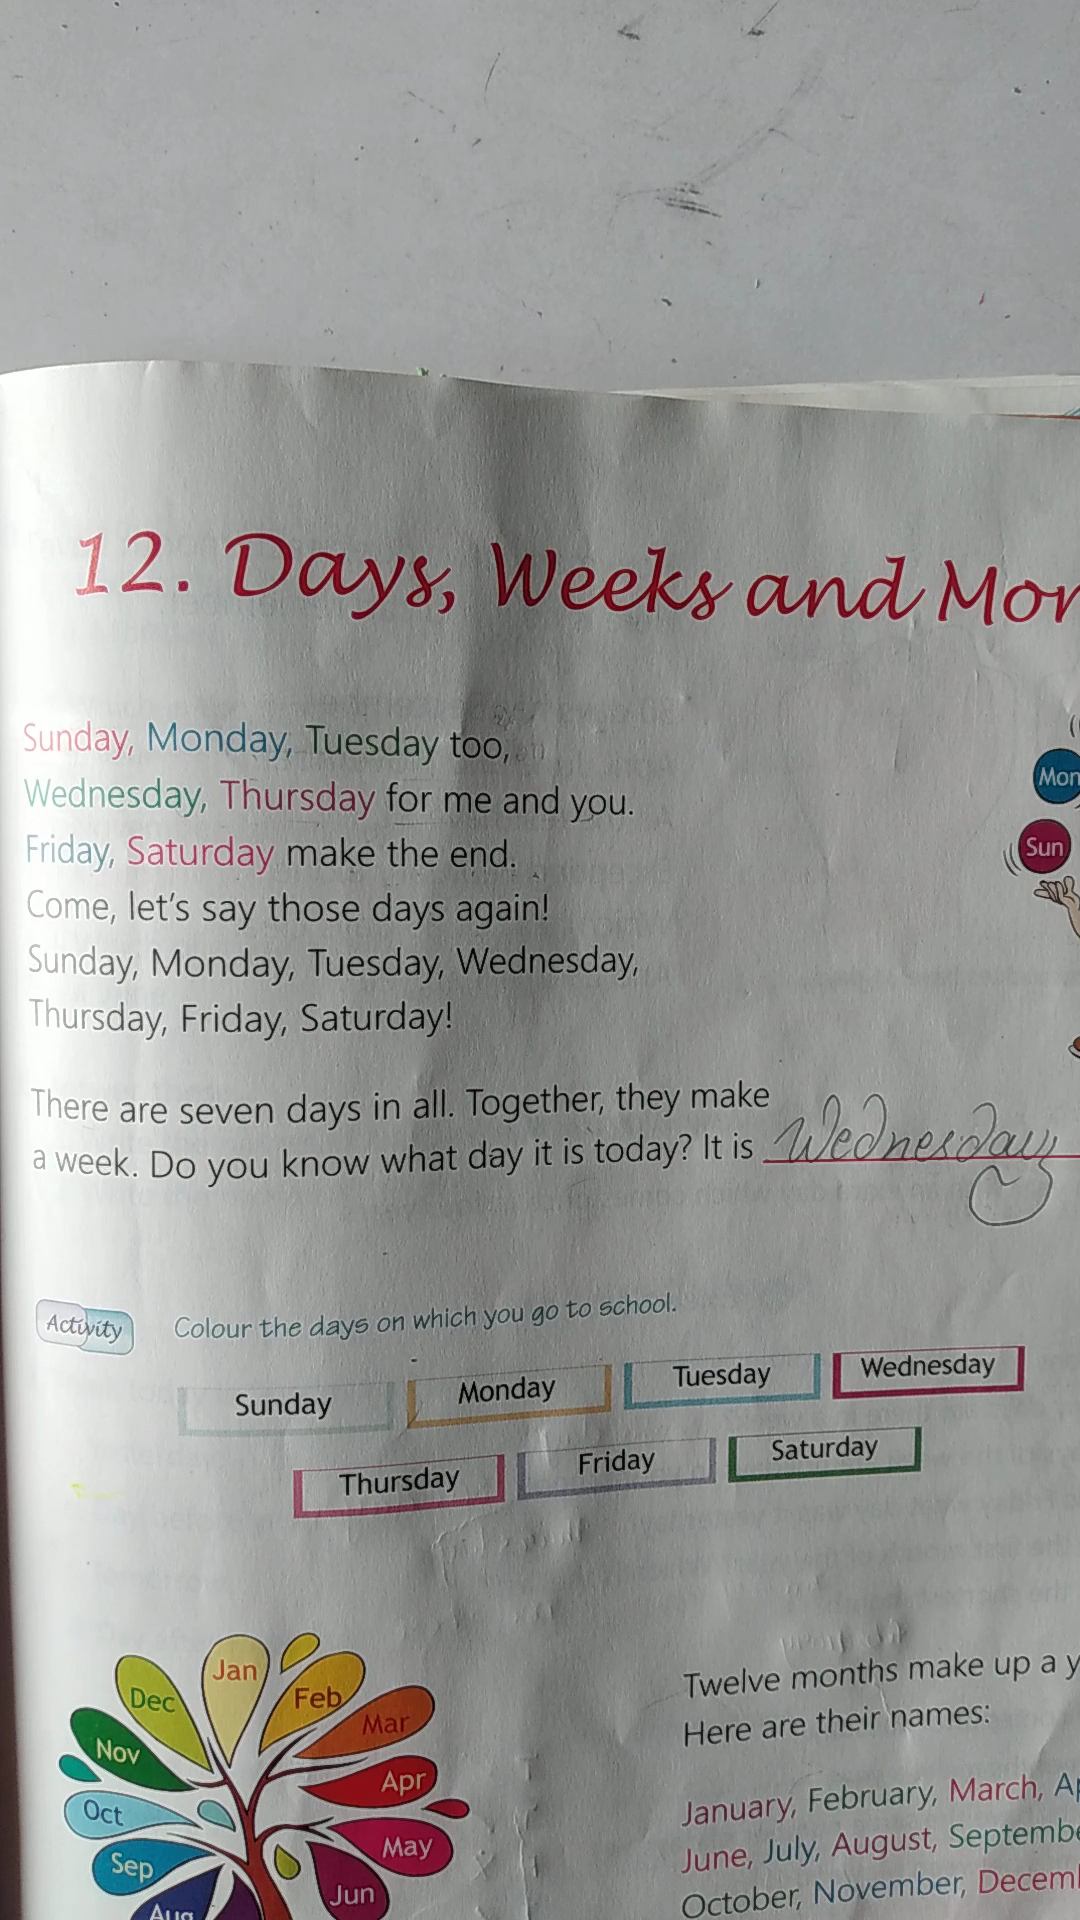 12. Days, Weeks and
Sunday, Monday, Tuesday too,
Wednesday, Thursday for me and you.
Friday, Saturday make the end.
Come, let's say those days again!
Sunday, Monday, Tuesday, Wednesday,
Thursday, Friday, Saturday!
Mon
Sun
There are seven days in all. Together, they make
a week. Do you know what day it is today? It is Wednesday
Activity Colour the days on which you go to school.
Sunday Monday Tuesday Wednesday
Thursday Friday Saturday
Jan
Feb
Mar
Apr
May
Jun
Aug
Sep
Oct
Nov
Dec
Twelve months make up a
Here are their names:
January, February, March,
June, July, August,
October, November,